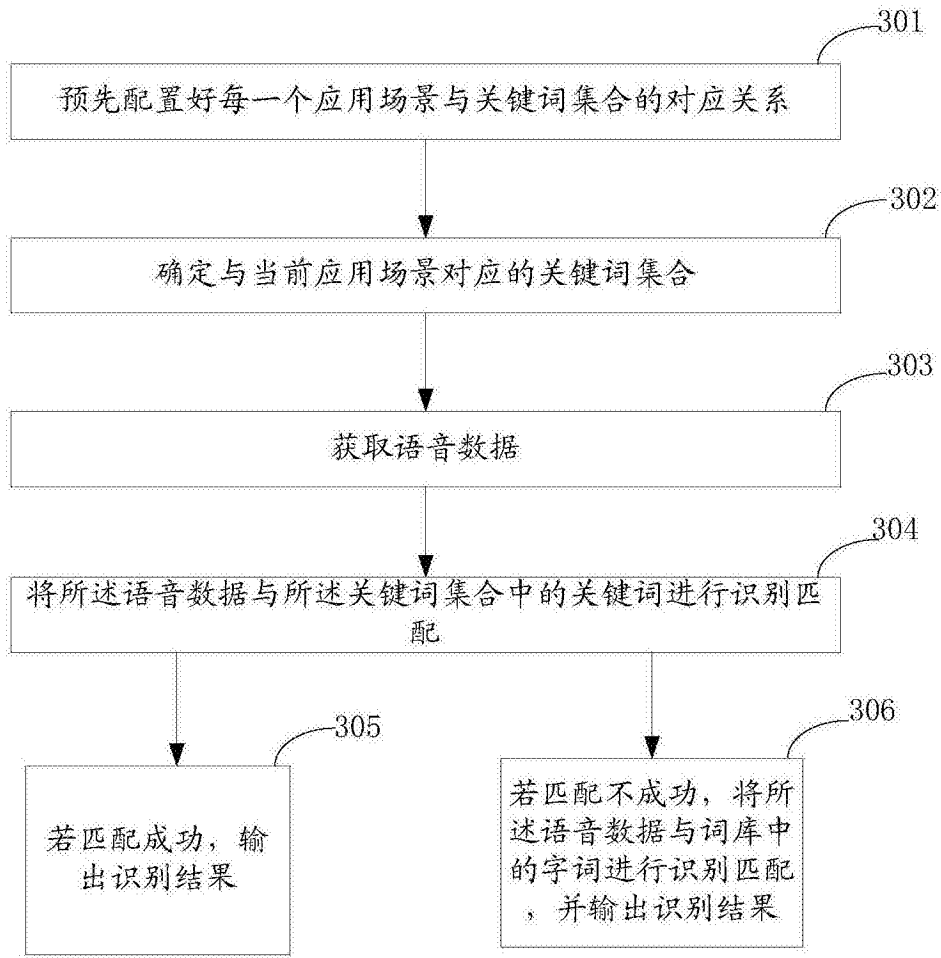 301
预先配置好每一个应用场景与关键词集合的对应关系
302
确定与当前应用场景对应的关键词集合
303
获取语音数据
304
将所述语音数据与所述关键词集合中的关键词进行识别匹
配
305
若匹配成功，输
出识别结果
306
若匹配不成功，将所
述语音数据与词库中
的字词进行识别匹配
，并输出识别结果